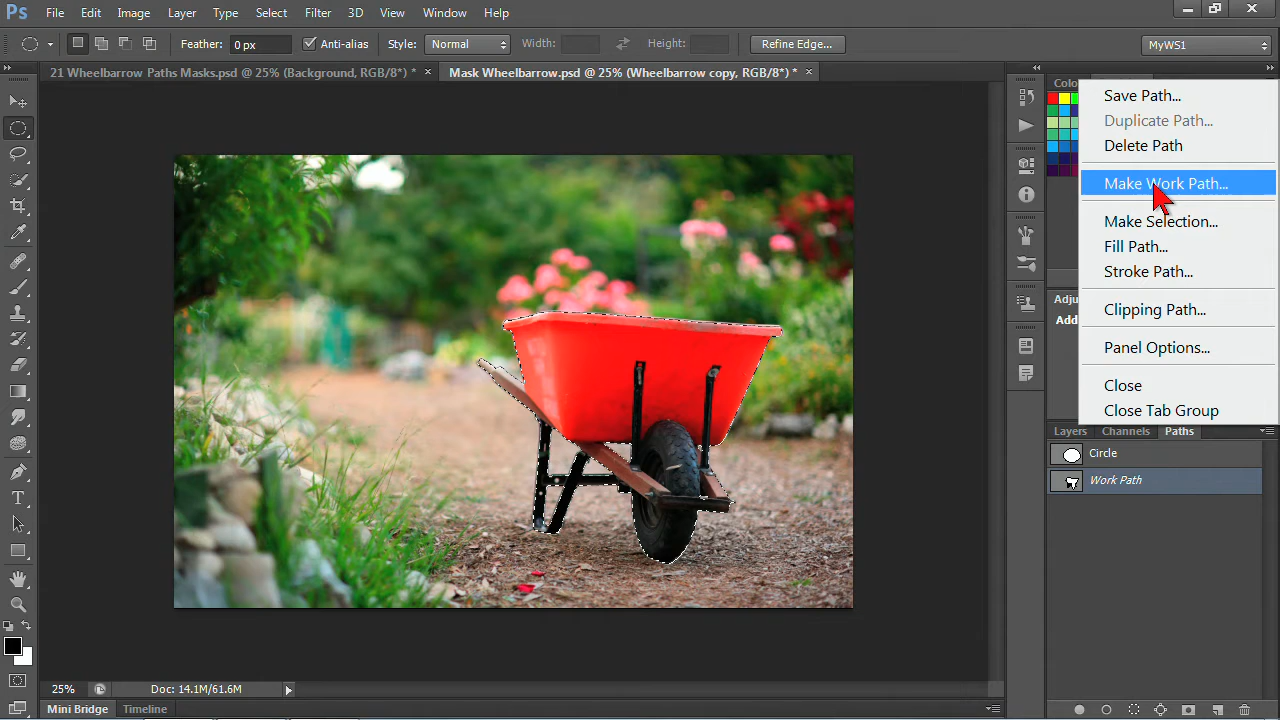 Ps File Edit Image Layer Type Select Filter 3D View Window Help
Feather: 0 px Anti-alias Style: Normal Width: Height: Refine Edge... MyWS1
21 Wheelbarrow Paths Masks.psd @ 25% (Background, RGB/8*) * × Mask Wheelbarrow.psd @ 25% (Wheelbarrow copy, RGB/8*) * ×
Colo
Save Path...
Duplicate Path...
Delete Path
Make Work Path...
Make Selection...
Fill Path...
Stroke Path...
Adju
Clipping Path...
Add
Panel Options...
Close
Close Tab Group
Layers Channels Paths
Circle
Work Path
25% Doc: 14.1M/61.6M
Mini Bridge Timeline